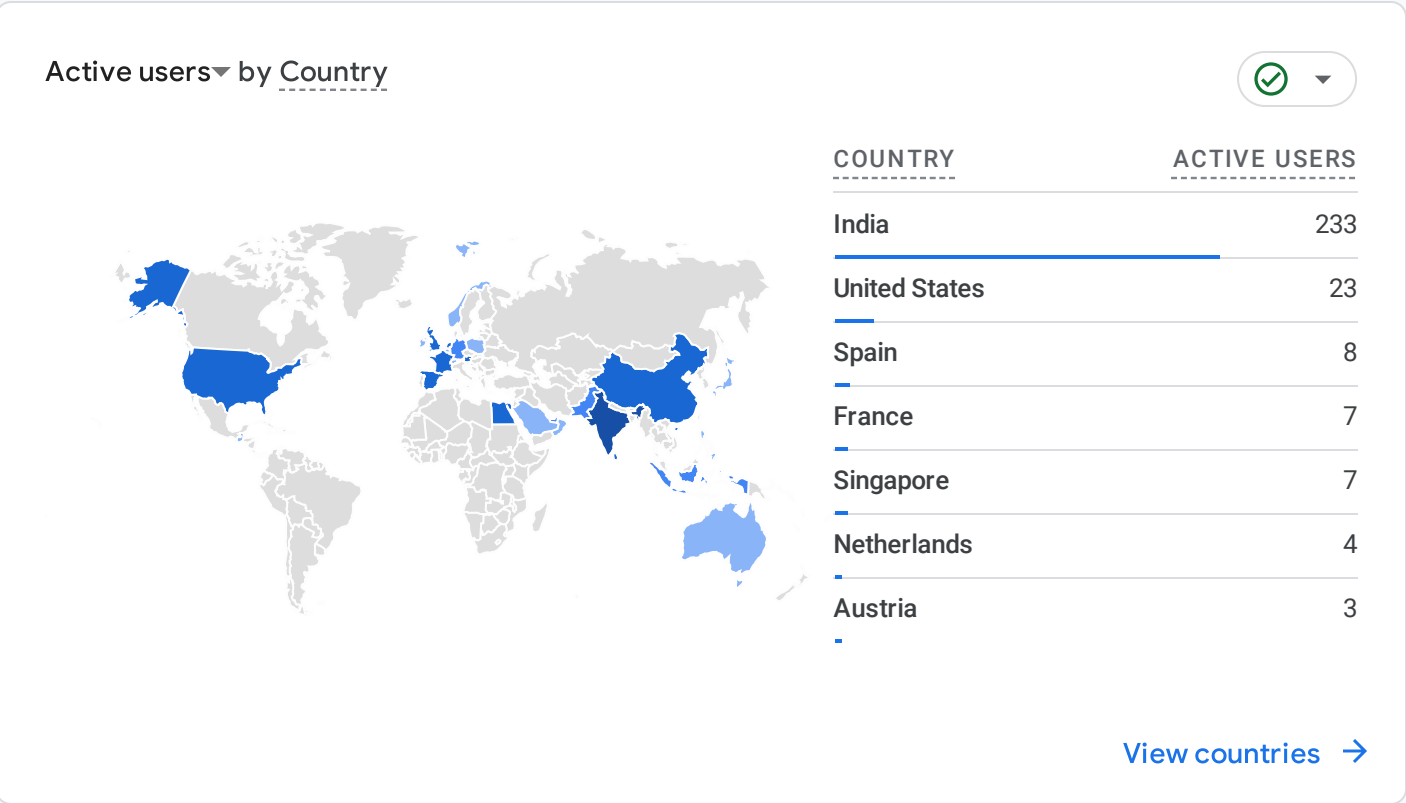 Active users by Country
COUNTRY ACTIVE USERS
India 233
United States 23
Spain 8
France 7
Singapore 7
Netherlands 4
Austria 3
View countries